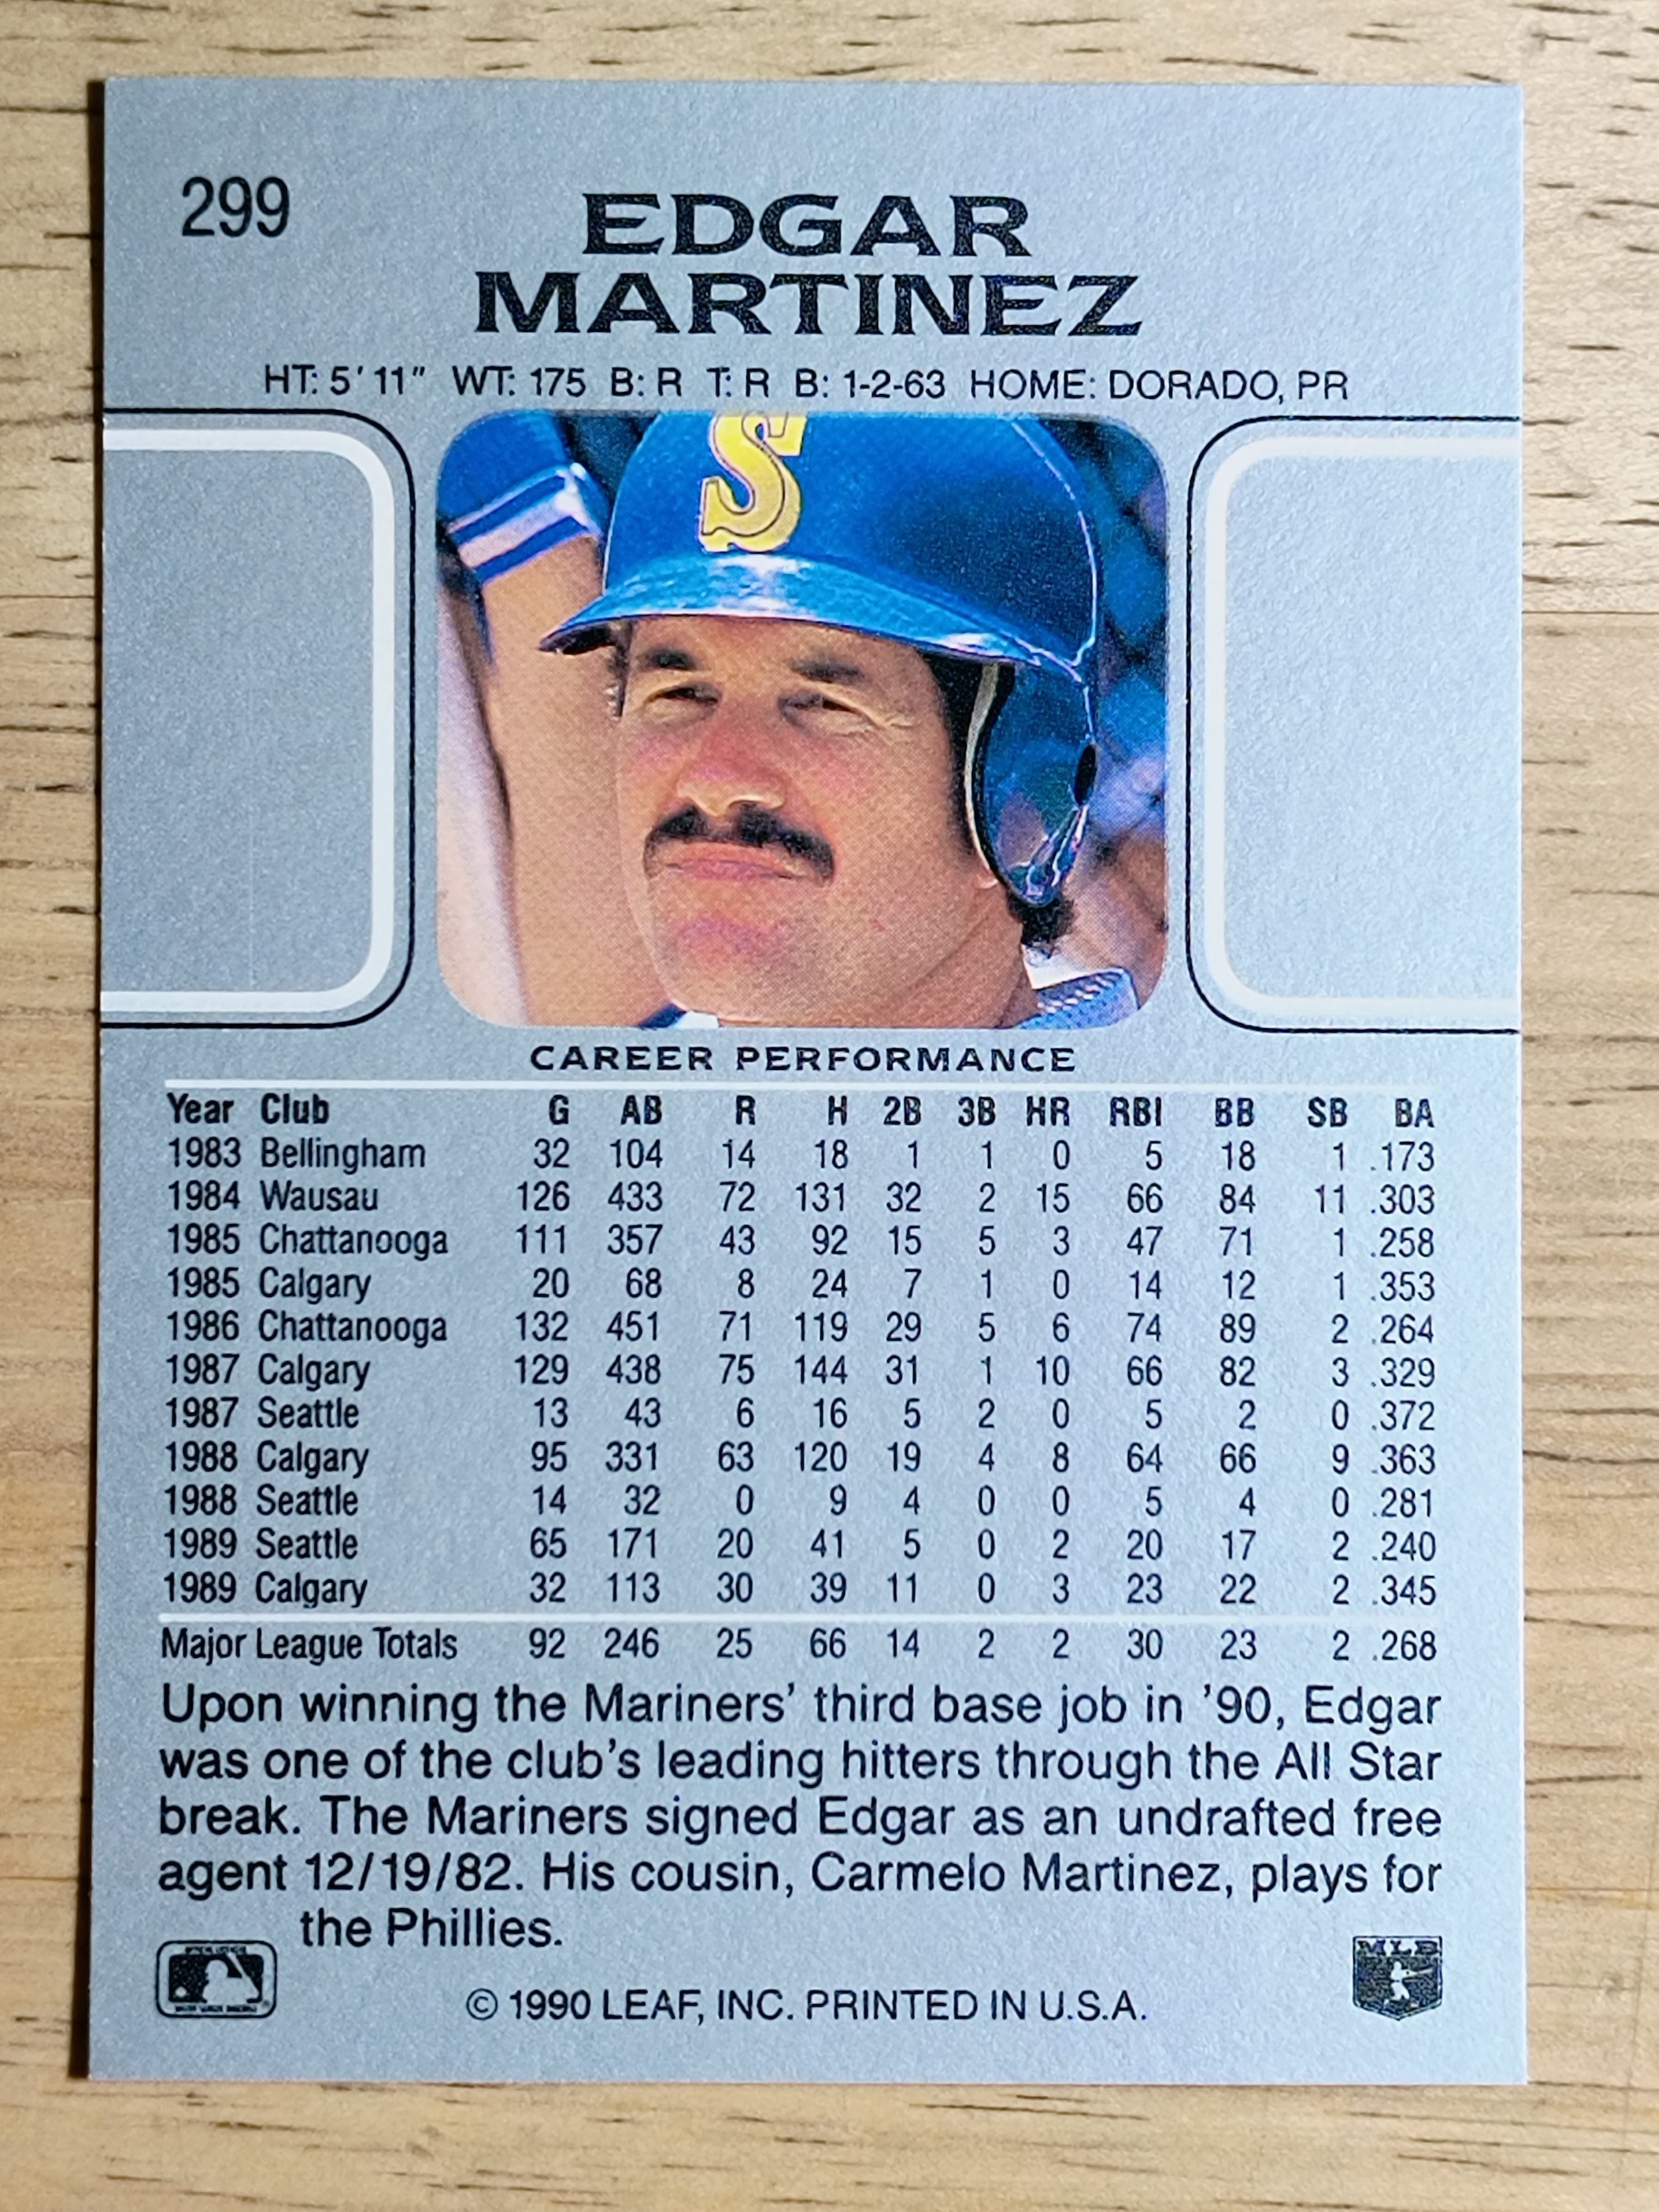 299
EDGAR
MARTINEZ
HT: 5'11" WT: 175 B: R T: R B: 1-2-63 HOME: DORADO, PR
S
CAREER PERFORMANCE
Year Club G AB R H 2B 3B HR RBI BB SB BA
1983 Bellingham 32 104 14 18 1 1 0 5 18 1 .173
1984 Wausau 126 433 72 131 32 2 15 66 84 11 .303
1985 Chattanooga 111 357 43 92 15 5 3 47 71 1 .258
1985 Calgary 20 68 8 24 7 1 0 14 12 1 .353
1986 Chattanooga 132 451 71 119 29 5 6 74 89 2 .264
1987 Calgary 129 438 75 144 31 1 10 66 82 3 .329
1987 Seattle 13 43 6 16 5 2 0 5 2 0 .372
1988 Calgary 95 331 63 120 19 4 8 64 66 9 .363
1988 Seattle 14 32 0 9 4 0 0 5 4 0 .281
1989 Seattle 65 171 20 41 5 0 2 20 17 2 .240
1989 Calgary 32 113 30 39 11 0 3 23 22 2 .345
Major League Totals 92 246 25 66 14 2 2 30 23 2 .268
Upon winning the Mariners' third base job in '90, Edgar
was one of the club's leading hitters through the All Star
break. The Mariners signed Edgar as an undrafted free
agent 12/19/82. His cousin, Carmelo Martinez, plays for
the Phillies.
MLB
© 1990 LEAF, INC. PRINTED IN U.S.A.